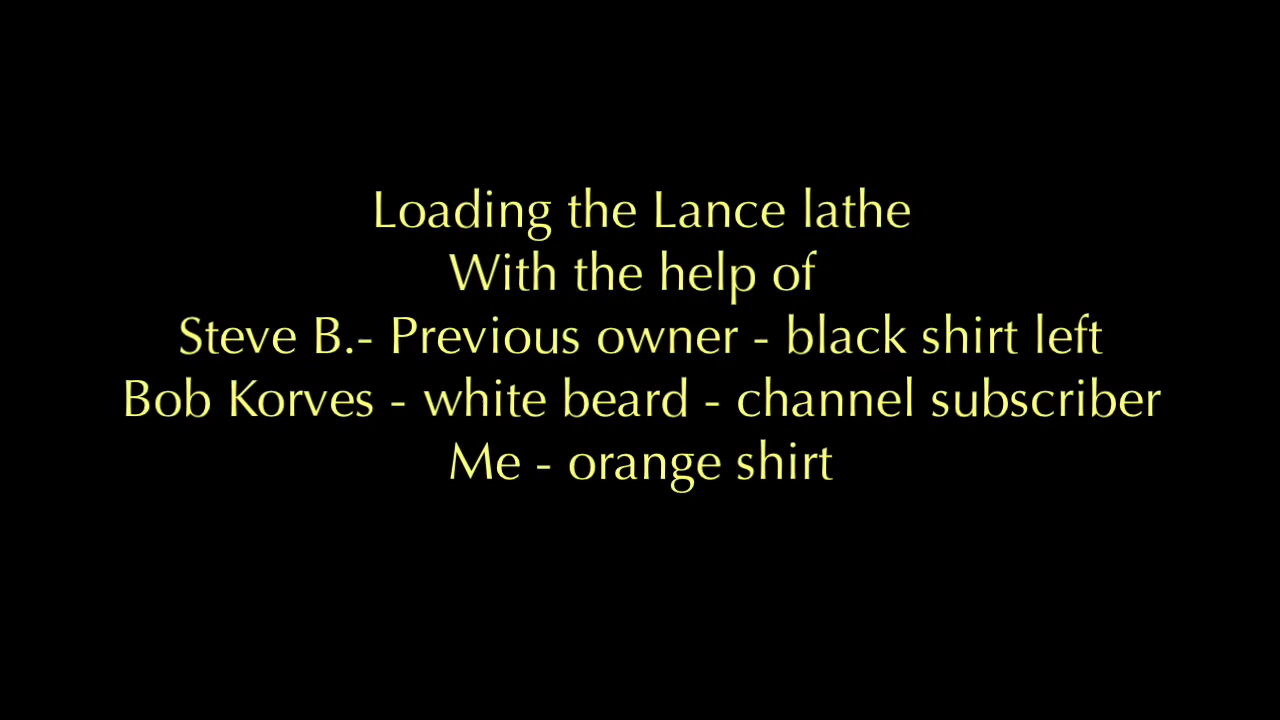 Loading the Lance lathe
With the help of
Steve B.- Previous owner - black shirt left
Bob Korves - white beard - channel subscriber
Me - orange shirt